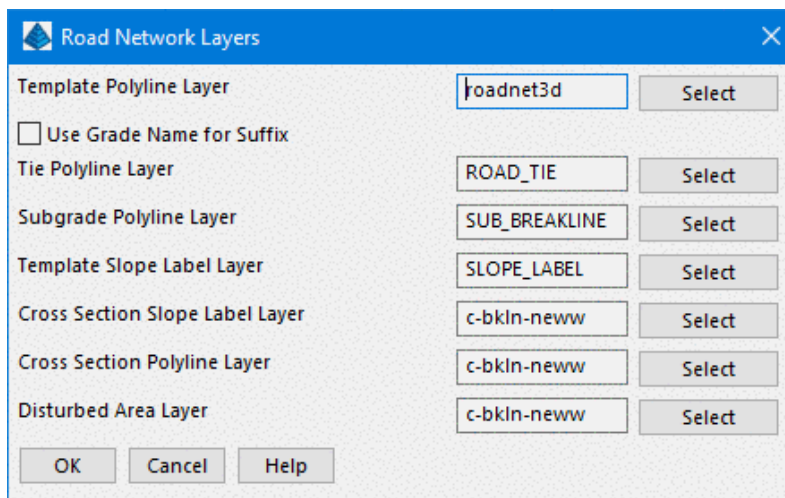 Road Network Layers
Template Polyline Layer roadnet3d Select
Use Grade Name for Suffix
Tie Polyline Layer ROAD_TIE Select
Subgrade Polyline Layer SUB_BREAKLINE Select
Template Slope Label Layer SLOPE_LABEL Select
Cross Section Slope Label Layer c-bkln-neww Select
Cross Section Polyline Layer c-bkln-neww Select
Disturbed Area Layer c-bkln-neww Select
OK Cancel Help